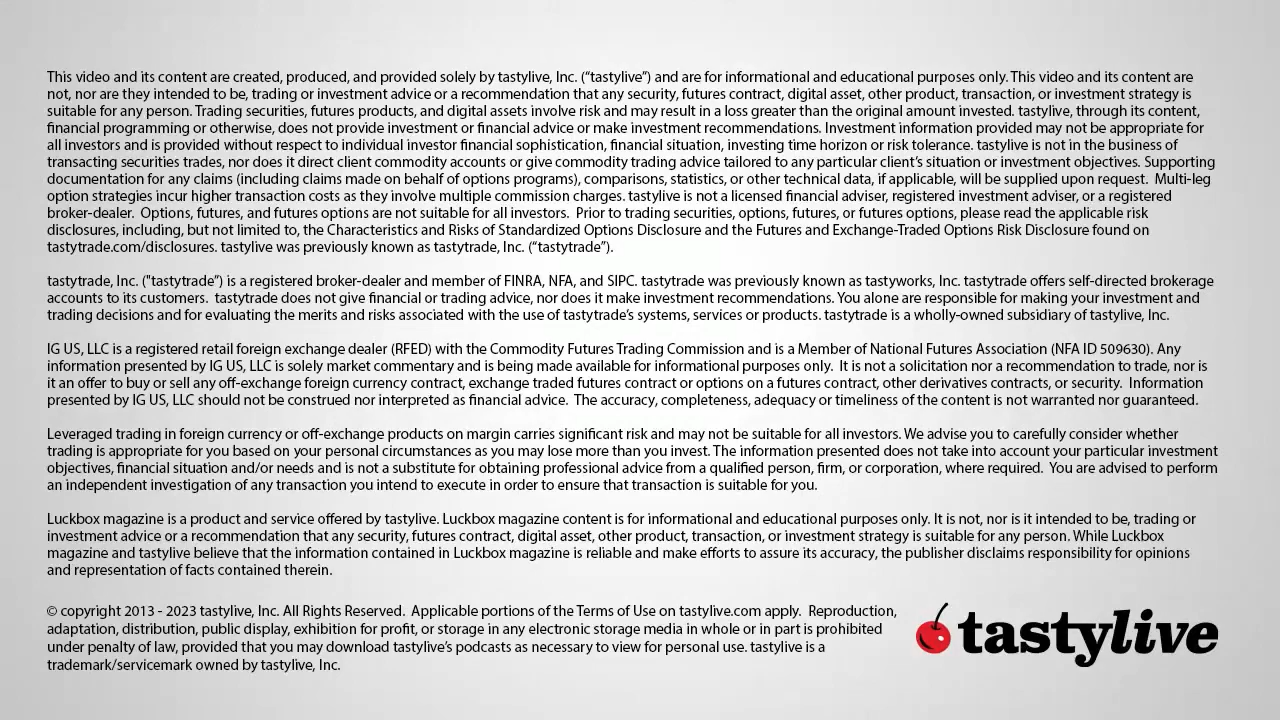 This video and its content are created, produced, and provided solely by tastylive, Inc. (“tastylive”) and are for informational and educational purposes only. This video and its content are
not, nor are they intended to be, trading or investment advice or a recommendation that any security, futures contract, digital asset, other product, transaction, or investment strategy is
suitable for any person. Trading securities, futures products, and digital assets involve risk and may result in a loss greater than the original amount invested. tastylive, through its content,
financial programming or otherwise, does not provide investment or financial advice or make investment recommendations. Investment information provided may not be appropriate for
all investors and is provided without respect to individual investor financial sophistication, financial situation, investing time horizon or risk tolerance. tastylive is not in the business of
transacting securities trades, nor does it direct client commodity accounts or give commodity trading advice tailored to any particular client’s situation or investment objectives. Supporting
documentation for any claims (including claims made on behalf of options programs), comparisons, statistics, or other technical data, if applicable, will be supplied upon request.  Multi-leg
option strategies incur higher transaction costs as they involve multiple commission charges. tastylive is not a licensed financial adviser, registered investment adviser, or a registered
broker-dealer.  Options, futures, and futures options are not suitable for all investors.  Prior to trading securities, options, futures, or futures options, please read the applicable risk
disclosures, including, but not limited to, the Characteristics and Risks of Standardized Options Disclosure and the Futures and Exchange-Traded Options Risk Disclosure found on
tastytrade.com/disclosures. tastylive was previously known as tastytrade, Inc. (“tastytrade”).
tastytrade, Inc. ("tastytrade”) is a registered broker-dealer and member of FINRA, NFA, and SIPC. tastytrade was previously known as tastyworks, Inc. tastytrade offers self-directed brokerage
accounts to its customers.  tastytrade does not give financial or trading advice, nor does it make investment recommendations. You alone are responsible for making your investment and
trading decisions and for evaluating the merits and risks associated with the use of tastytrade’s systems, services or products. tastytrade is a wholly-owned subsidiary of tastylive, Inc.
IG US, LLC is a registered retail foreign exchange dealer (RFED) with the Commodity Futures Trading Commission and is a Member of National Futures Association (NFA ID 509630). Any
information presented by IG US, LLC is solely market commentary and is being made available for informational purposes only.  It is not a solicitation nor a recommendation to trade, nor is
it an offer to buy or sell any off-exchange foreign currency contract, exchange traded futures contract or options on a futures contract, other derivatives contracts, or security.  Information
presented by IG US, LLC should not be construed nor interpreted as financial advice.  The accuracy, completeness, adequacy or timeliness of the content is not warranted nor guaranteed.
Leveraged trading in foreign currency or off-exchange products on margin carries significant risk and may not be suitable for all investors. We advise you to carefully consider whether
trading is appropriate for you based on your personal circumstances as you may lose more than you invest. The information presented does not take into account your particular investment
objectives, financial situation and/or needs and is not a substitute for obtaining professional advice from a qualified person, firm, or corporation, where required.  You are advised to perform
an independent investigation of any transaction you intend to execute in order to ensure that transaction is suitable for you.
Luckbox magazine is a product and service offered by tastylive. Luckbox magazine content is for informational and educational purposes only. It is not, nor is it intended to be, trading or
investment advice or a recommendation that any security, futures contract, digital asset, other product, transaction, or investment strategy is suitable for any person. While Luckbox
magazine and tastylive believe that the information contained in Luckbox magazine is reliable and make efforts to assure its accuracy, the publisher disclaims responsibility for opinions
and representation of facts contained therein.
© copyright 2013 - 2023 tastylive, Inc. All Rights Reserved.  Applicable portions of the Terms of Use on tastylive.com apply.  Reproduction,
adaptation, distribution, public display, exhibition for profit, or storage in any electronic storage media in whole or in part is prohibited
under penalty of law, provided that you may download tastylive’s podcasts as necessary to view for personal use. tastylive is a
trademark/servicemark owned by tastylive, Inc.
tastylive